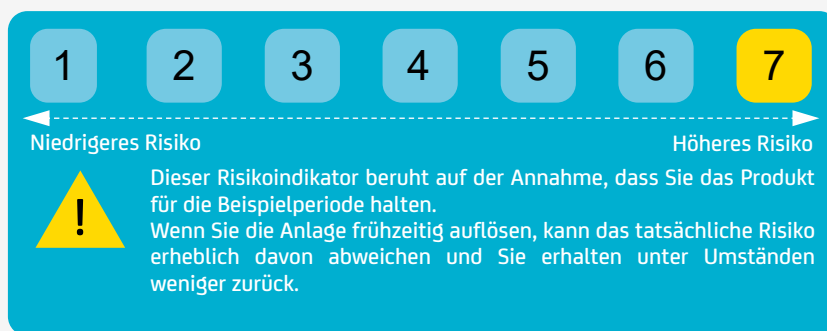 1 2 3 4 5 6 7
Niedrigeres Risiko Höheres Risiko
!
Dieser Risikoindikator beruht auf der Annahme, dass Sie das Produkt
für die Beispielperiode halten.
Wenn Sie die Anlage frühzeitig auflösen, kann das tatsächliche Risiko
erheblich davon abweichen und Sie erhalten unter Umständen
weniger zurück.